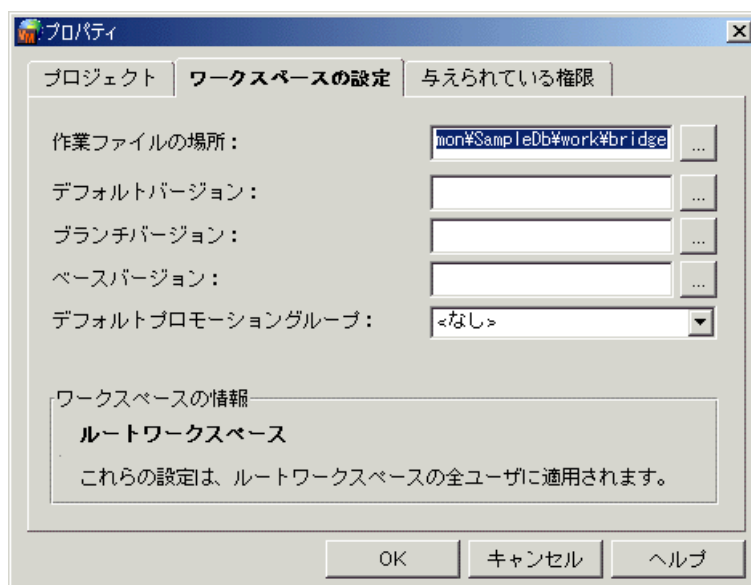 プロパティ
プロジェクト ワークスペースの設定 与えられている権限
作業ファイルの場所： mon¥SampleDb¥work¥bridge ...
デフォルトバージョン： ...
ブランチバージョン： ...
ベースバージョン： ...
デフォルトプロモーショングループ： <なし>
ワークスペースの情報
ルートワークスペース
これらの設定は、ルートワークスペースの全ユーザに適用されます。
OK キャンセル ヘルプ